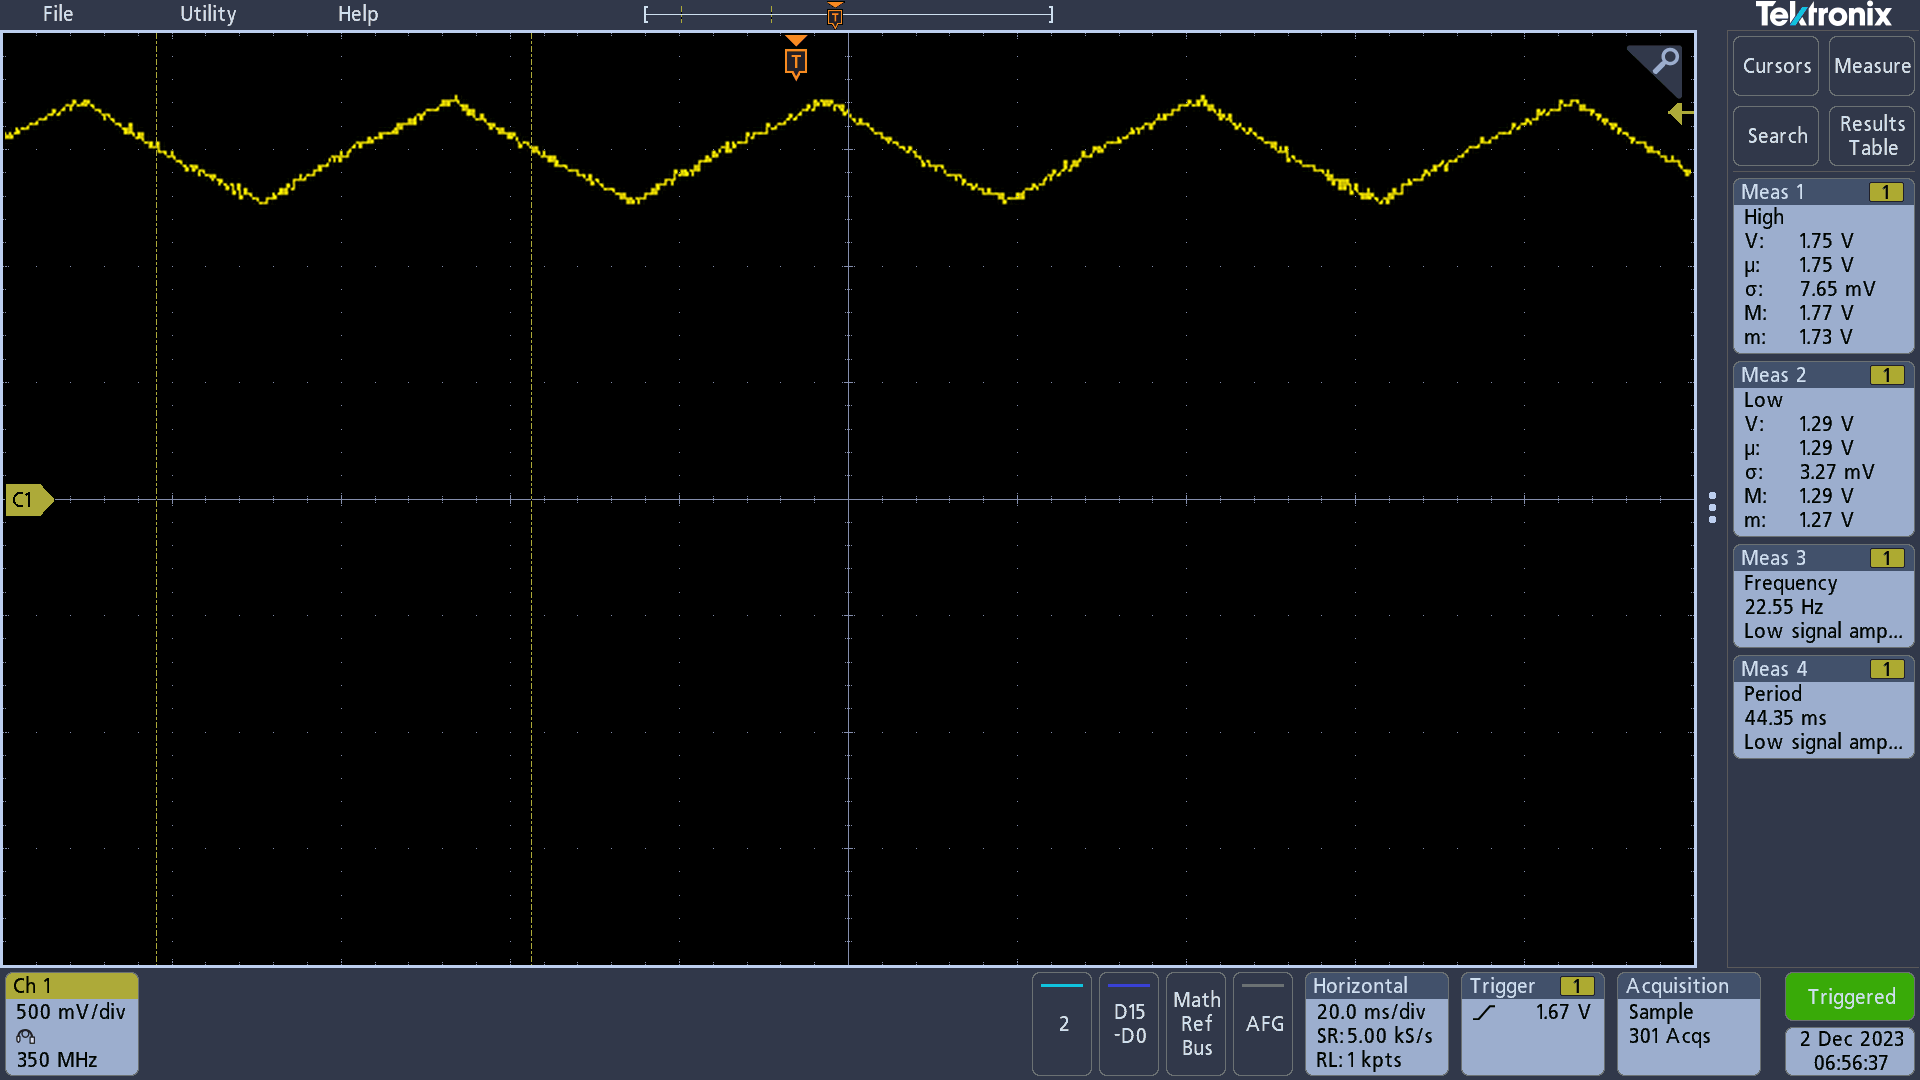 File Utility Help
T
Tektronix
T
Cursors Measure
Search Results Table
Meas 1 1
High
V: 1.75 V
μ: 1.75 V
σ: 7.65 mV
M: 1.77 V
m: 1.73 V
Meas 2 1
Low
V: 1.29 V
μ: 1.29 V
σ: 3.27 mV
M: 1.29 V
m: 1.27 V
Meas 3 1
Frequency
22.55 Hz
Low signal amp...
Meas 4 1
Period
44.35 ms
Low signal amp...
C1
Ch 1
500 mV/div
350 MHz
2
D15
-D0
Math
Ref
Bus
AFG
Horizontal
20.0 ms/div
SR: 5.00 kS/s
RL: 1 kpts
Trigger 1
1.67 V
Acquisition
Sample
301 Acqs
Triggered
2 Dec 2023
06:56:37